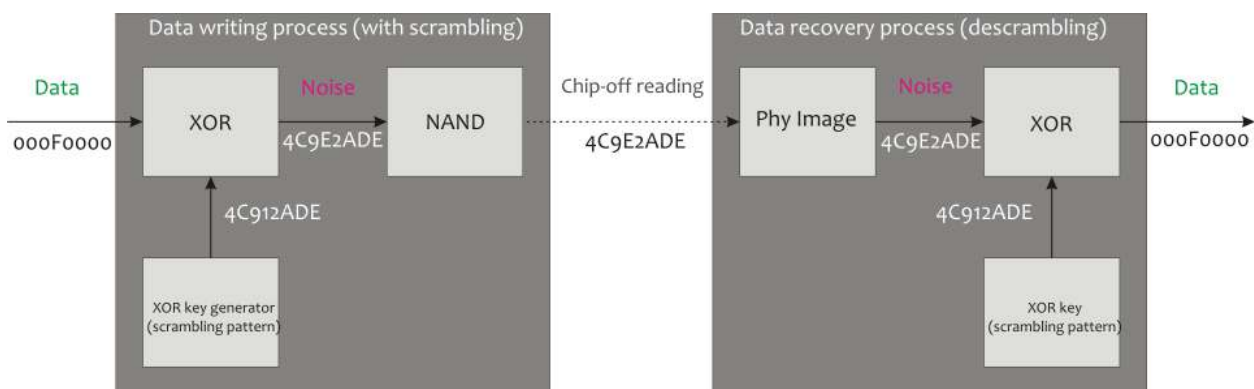 Data writing process (with scrambling)
Data
000F0000
XOR
Noise
4C9E2ADE
NAND
4C912ADE
XOR key generator
(scrambling pattern)
Chip-off reading
4C9E2ADE
Data recovery process (descrambling)
Phy Image
Noise
4C9E2ADE
XOR
Data
000F0000
4C912ADE
XOR key
(scrambling pattern)